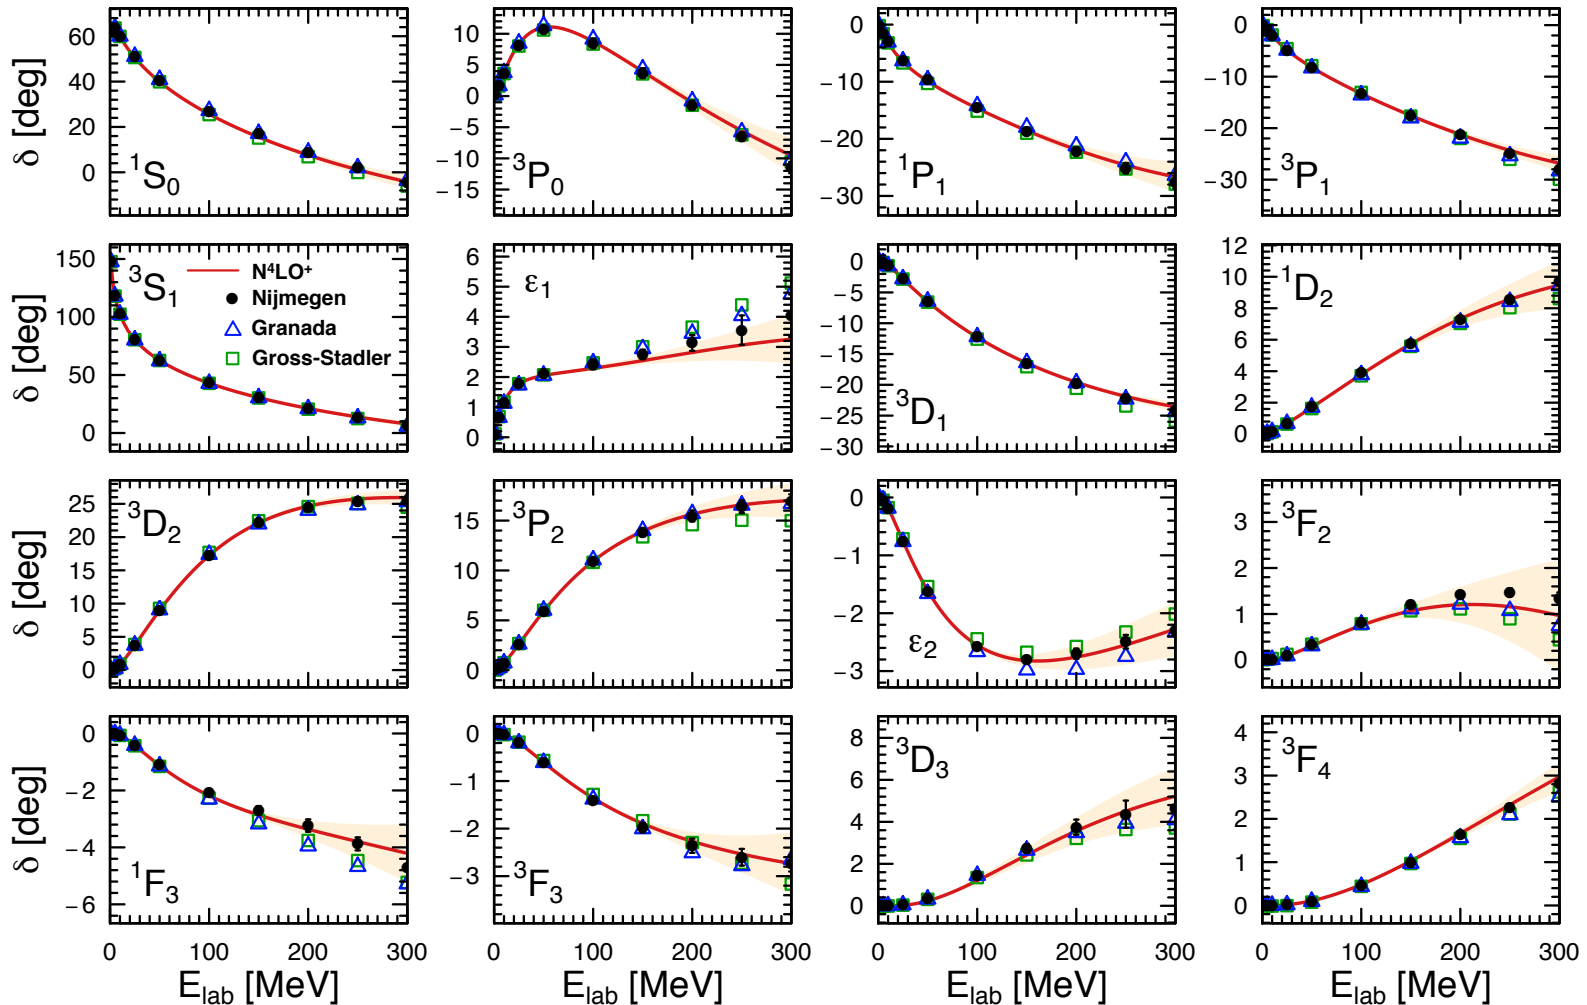 δ [deg]
60
40
20
0
¹S₀
10
5
0
−5
−10
−15
³P₀
0
−10
−20
−30
¹P₁
0
−10
−20
−30
³P₁
δ [deg]
150
100
50
0
³S₁
N⁴LO⁺
Nijmegen
Granada
Gross-Stadler
6
5
4
3
2
1
0
ε₁
0
−5
−10
−15
−20
−25
−30
³D₁
12
10
8
6
4
2
0
¹D₂
δ [deg]
25
20
15
10
5
0
³D₂
15
10
5
0
³P₂
0
−1
−2
−3
ε₂
3
2
1
0
³F₂
δ [deg]
0
−2
−4
−6
¹F₃
0
−1
−2
−3
³F₃
8
6
4
2
0
³D₃
4
3
2
1
0
³F₄
0 100 200 300
0 100 200 300
0 100 200 300
0 100 200 300
E_lab [MeV]
E_lab [MeV]
E_lab [MeV]
E_lab [MeV]